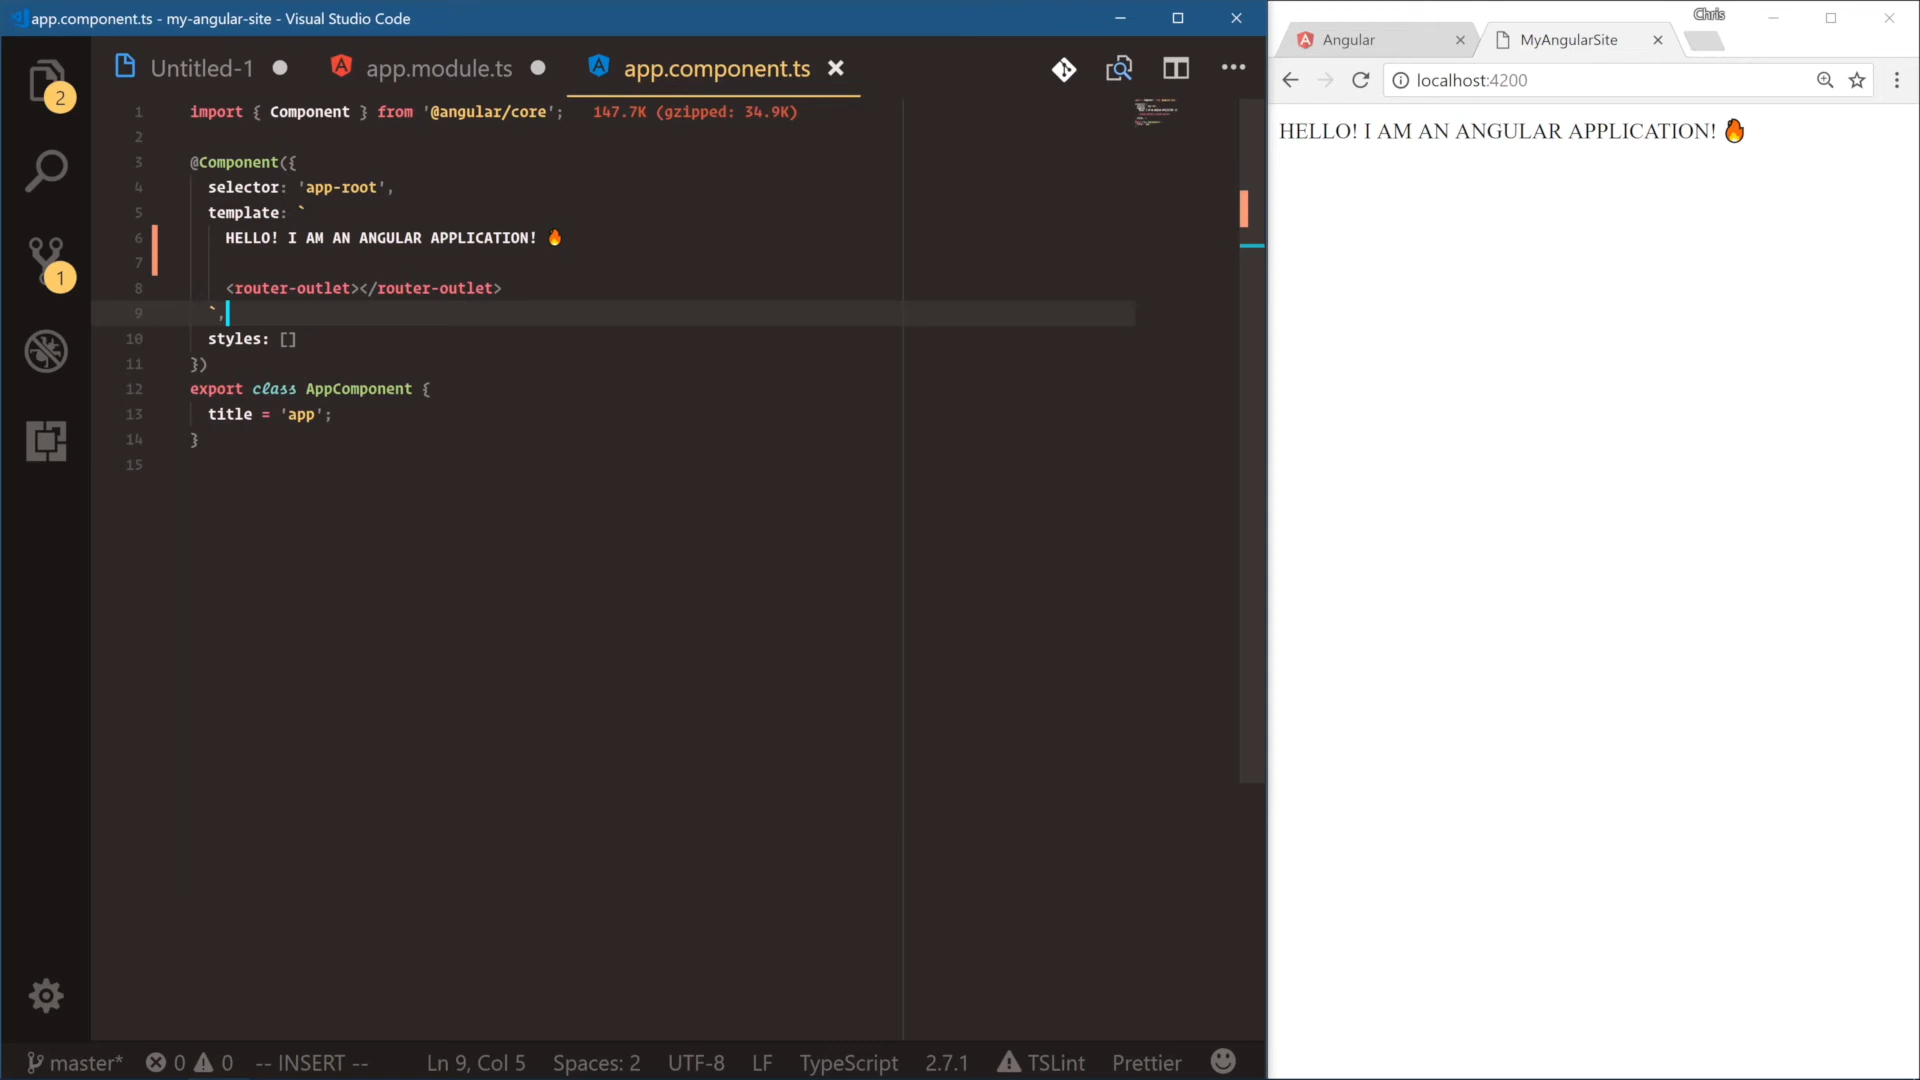 app.component.ts - my-angular-site - Visual Studio Code
Untitled-1
app.module.ts
app.component.ts
2
1
1 import { Component } from '@angular/core'; 147.7K (gzipped: 34.9K)
2
3 @Component({
4 selector: 'app-root',
5 template: `
6 HELLO! I AM AN ANGULAR APPLICATION! 🔥
7
8 <router-outlet></router-outlet>
9 `,
10 styles: []
11 })
12 export class AppComponent {
13 title = 'app';
14 }
15
master* 0 0 -- INSERT -- Ln 9, Col 5 Spaces: 2 UTF-8 LF TypeScript 2.7.1 TSLint Prettier
Chris
Angular
MyAngularSite
localhost:4200
HELLO! I AM AN ANGULAR APPLICATION! 🔥